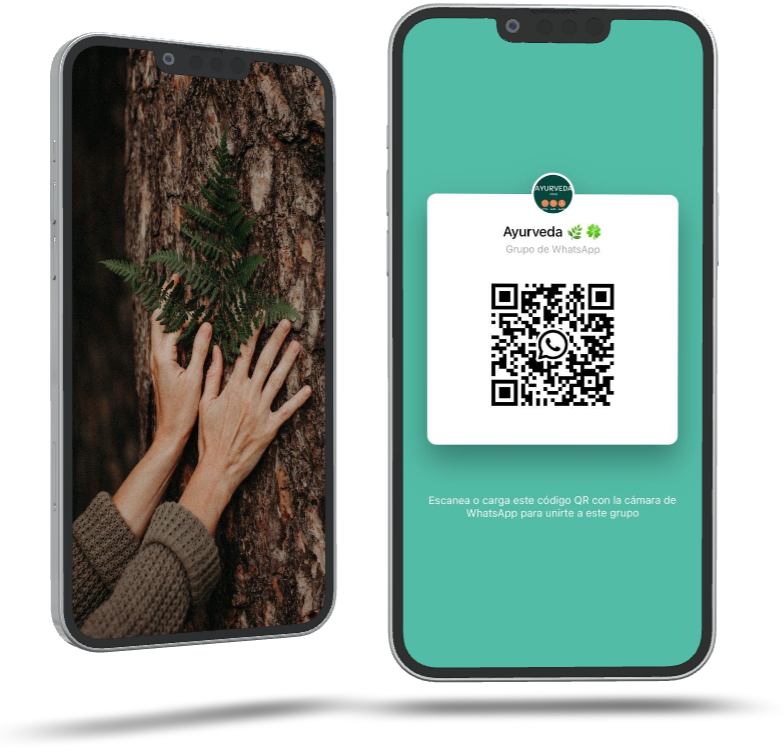 AYURVEDA
Ayurveda 🌿 🍀
Grupo de WhatsApp
Escanea o carga este código QR con la cámara de
WhatsApp para unirte a este grupo